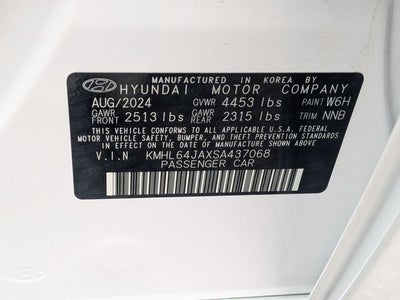 MANUFACTURED IN KOREA BY
HYUNDAI MOTOR COMPANY
AUG/2024 GVWR 4453 lbs PAINT W6H
GAWR FRONT 2513 lbs GAWR REAR 2315 lbs TRIM NNB
THIS VEHICLE CONFORMS TO ALL APPLICABLE U.S.A. FEDERAL
MOTOR VEHICLE SAFETY, BUMPER, AND THEFT PREVENTION STANDARDS
IN EFFECT ON THE DATE OF MANUFACTURE SHOWN ABOVE.
V.I.N KMHL64JAXSA437068
PASSENGER CAR